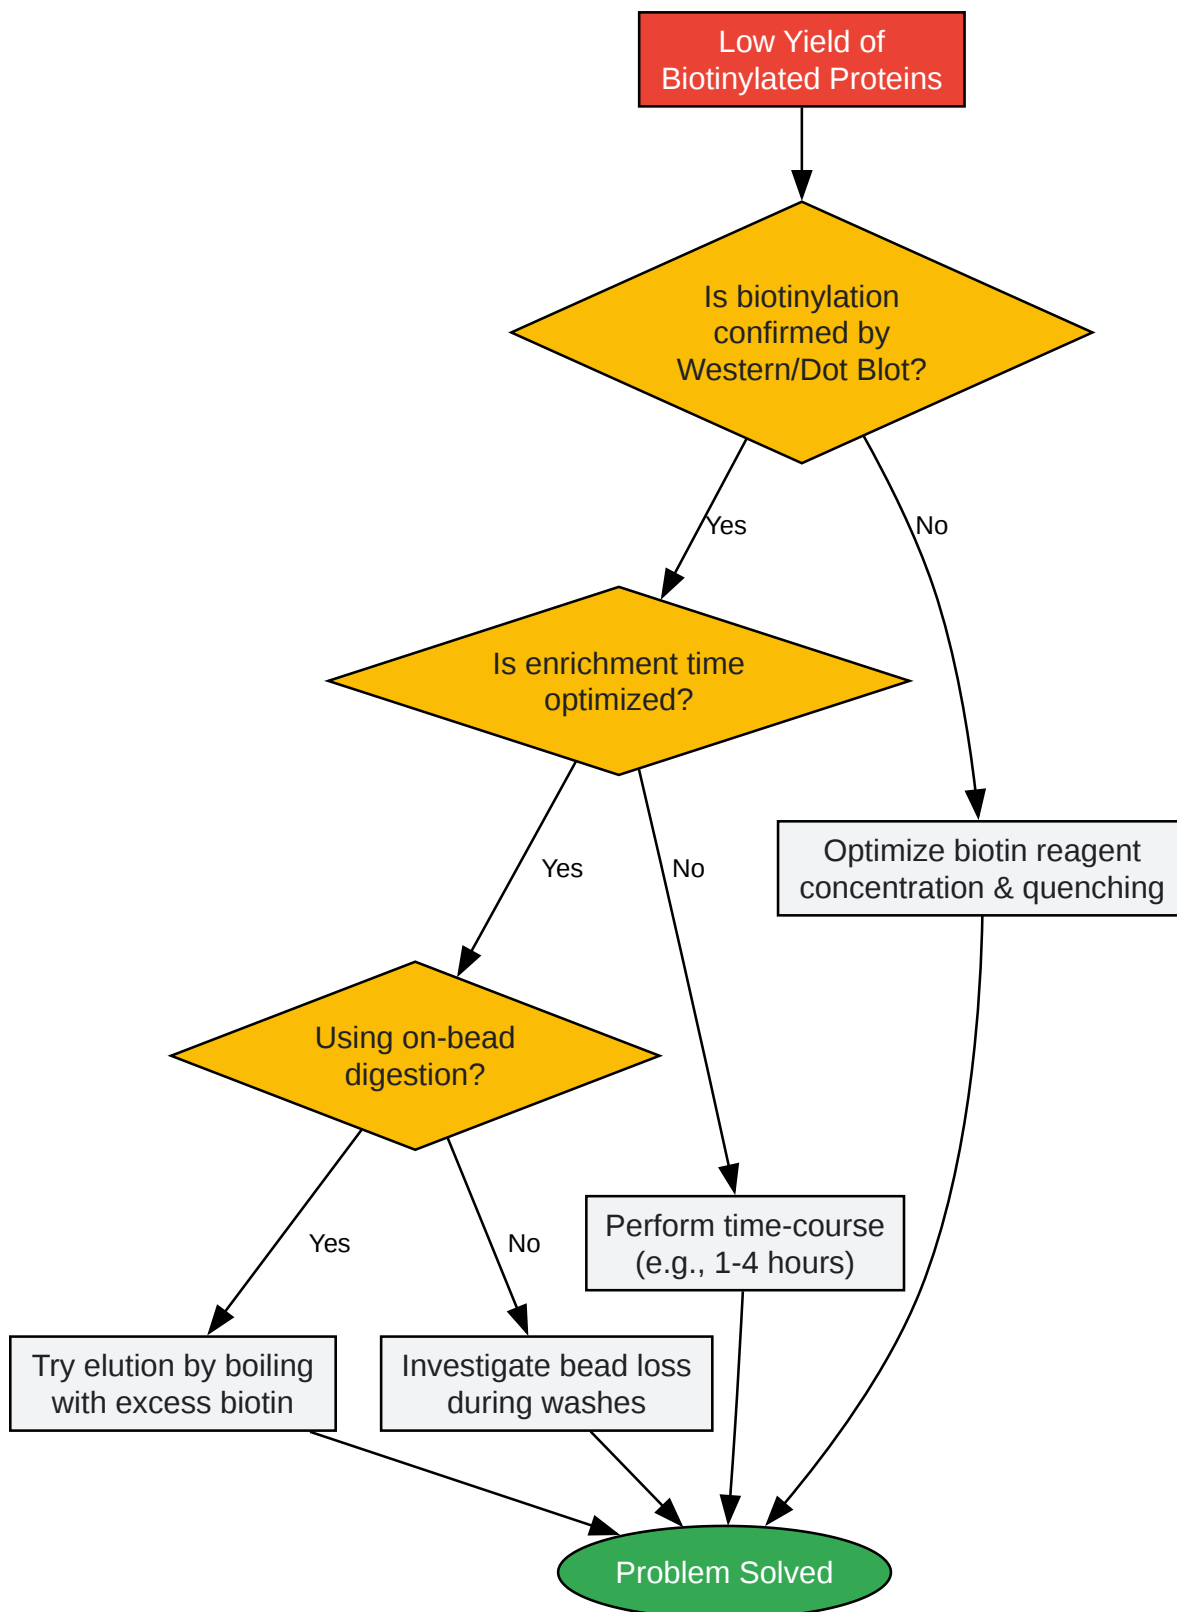 Low Yield of
Biotinylated Proteins
Is biotinylation
confirmed by
Western/Dot Blot?
Yes
No
Is enrichment time
optimized?
Yes
No
Optimize biotin reagent
concentration & quenching
Using on-bead
digestion?
Yes
No
Perform time-course
(e.g., 1-4 hours)
Try elution by boiling
with excess biotin
Investigate bead loss
during washes
Problem Solved